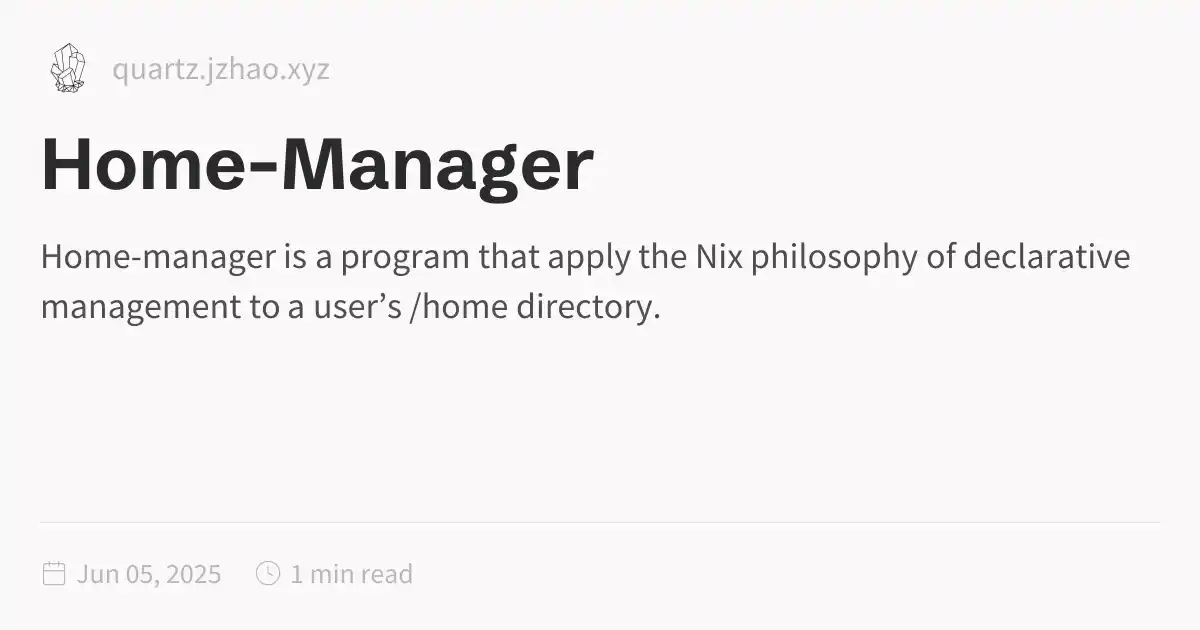 quartz.jzhao.xyz
Home-Manager
Home-manager is a program that apply the Nix philosophy of declarative
management to a user’s /home directory.
Jun 05, 2025 1 min read